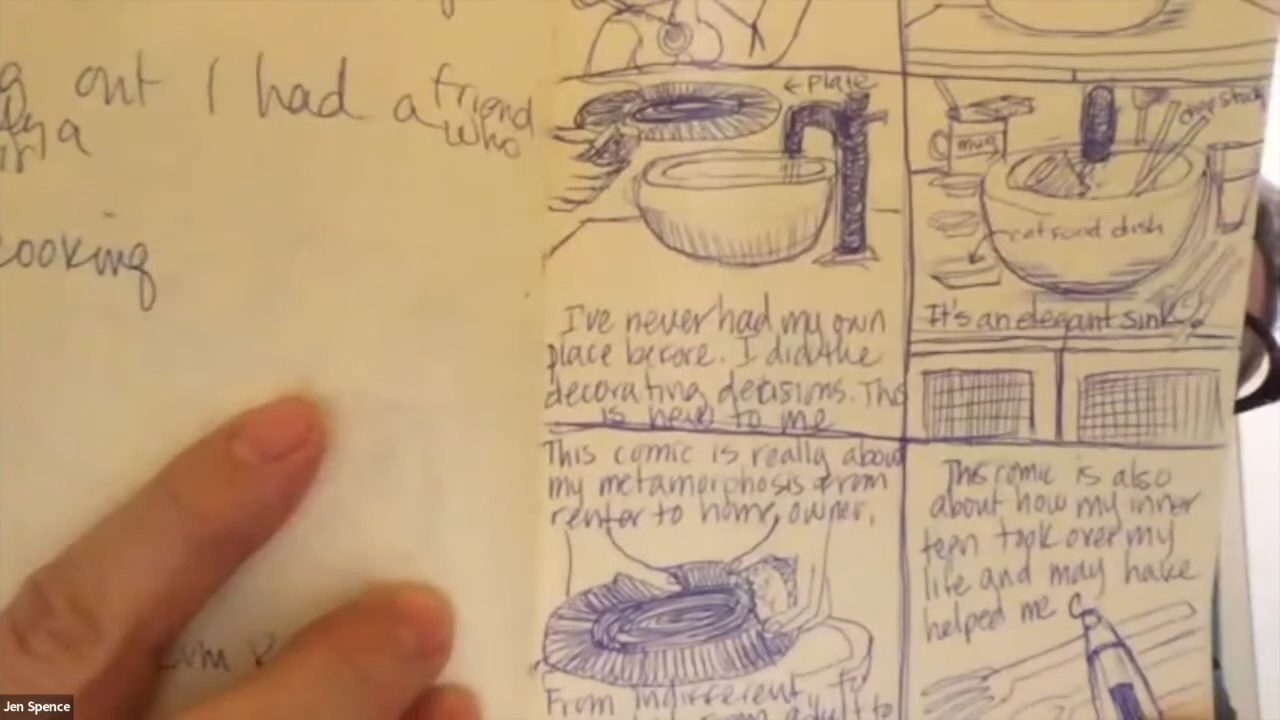 out I had a friend
who
a
cooking
← plate
I've never had my own
place before. I did the
decorating decisions. This
is new to me
mug
chopsticks
cat food dish
It's an elegant sink
This comic is really about
my metamorphosis from
renter to home owner.
From indifferent
adult to
This comic is also
about how my inner
teen took over my
life and may have
helped me
Jen Spence